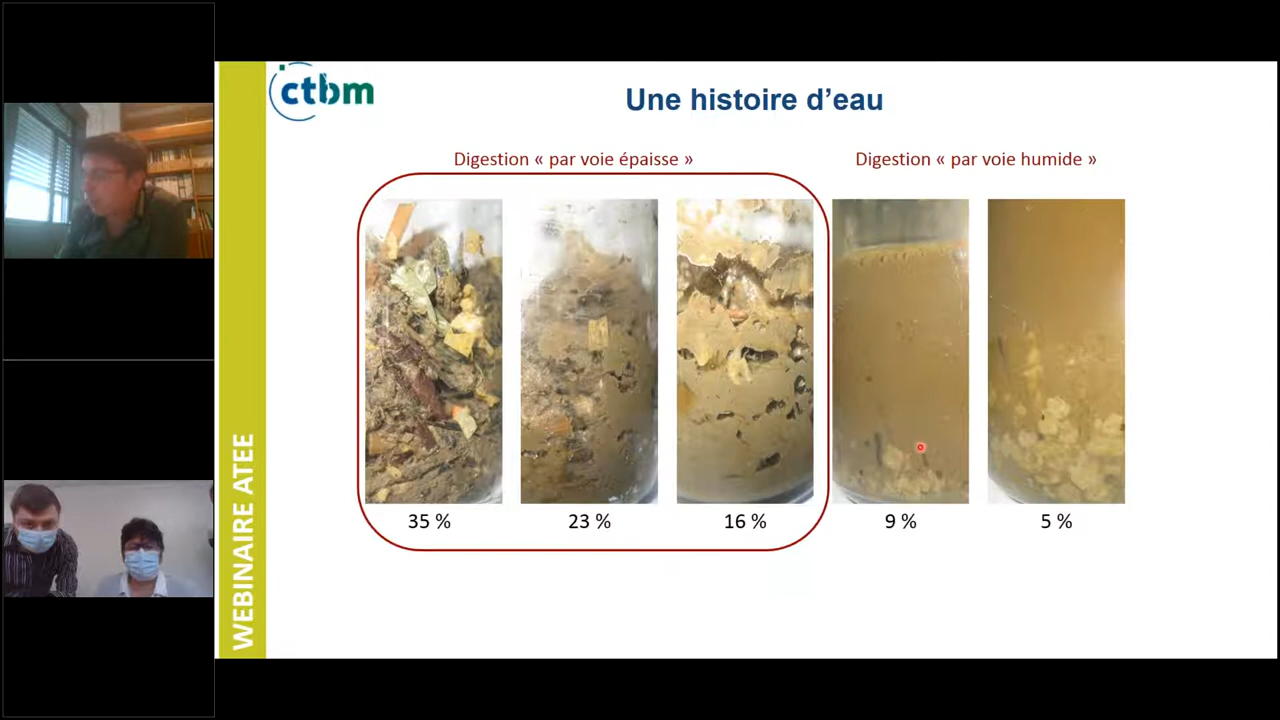 ctbm
Une histoire d’eau
Digestion « par voie épaisse »
Digestion « par voie humide »
35 %
23 %
16 %
9 %
5 %
WEBINAIRE ATEE